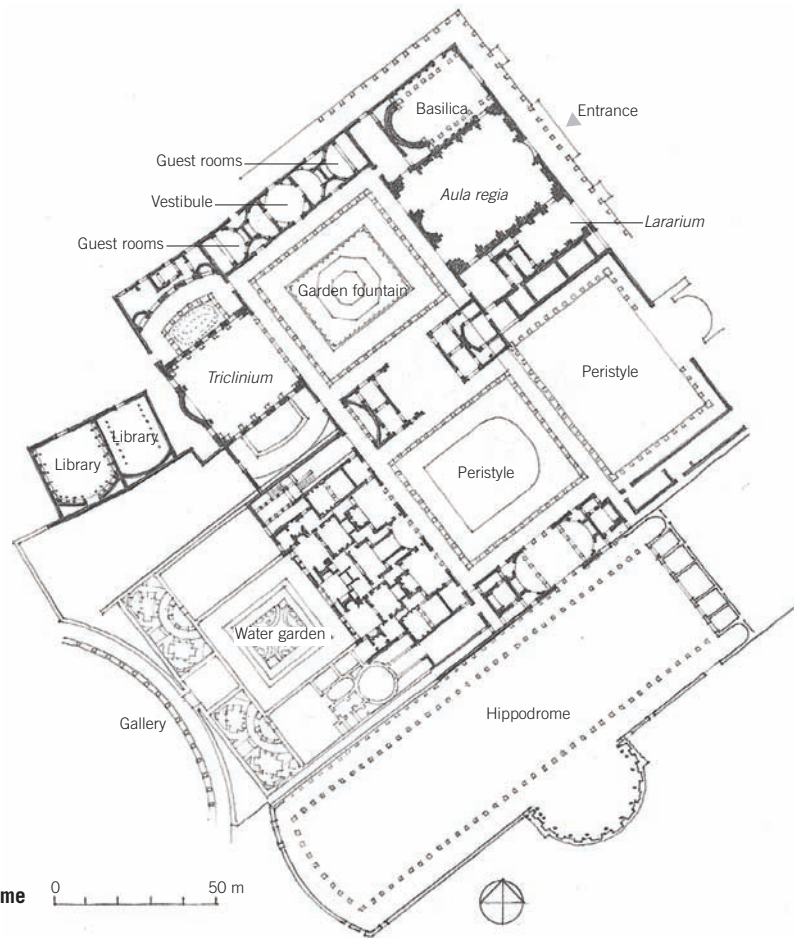 Basilica
Entrance
Guest rooms
Vestibule
Aula regia
Lararium
Guest rooms
Garden fountain
Triclinium
Peristyle
Library
Library
Peristyle
Water garden
Gallery
Hippodrome
me
0 50 m